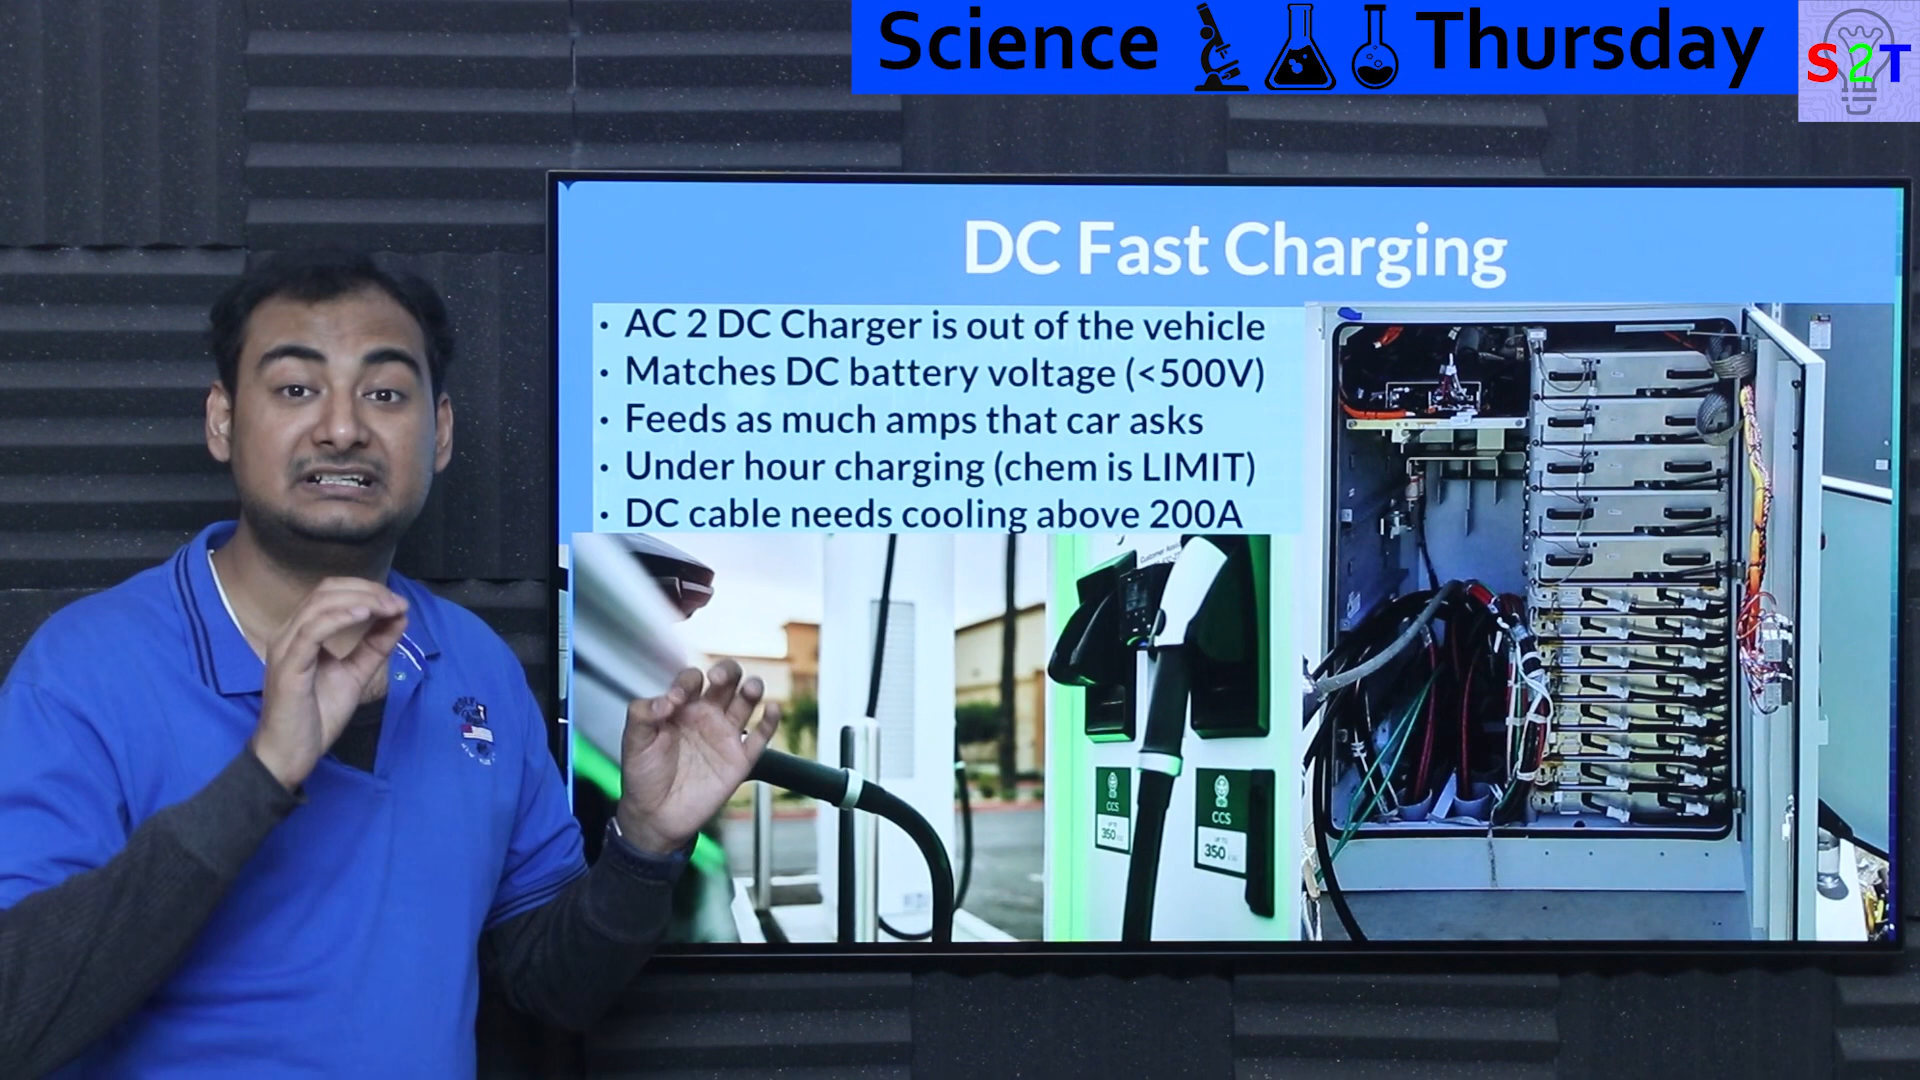 Science Thursday
S2T
DC Fast Charging
• AC 2 DC Charger is out of the vehicle
• Matches DC battery voltage (<500V)
• Feeds as much amps that car asks
• Under hour charging (chem is LIMIT)
• DC cable needs cooling above 200A
CCS
350
CCS
350